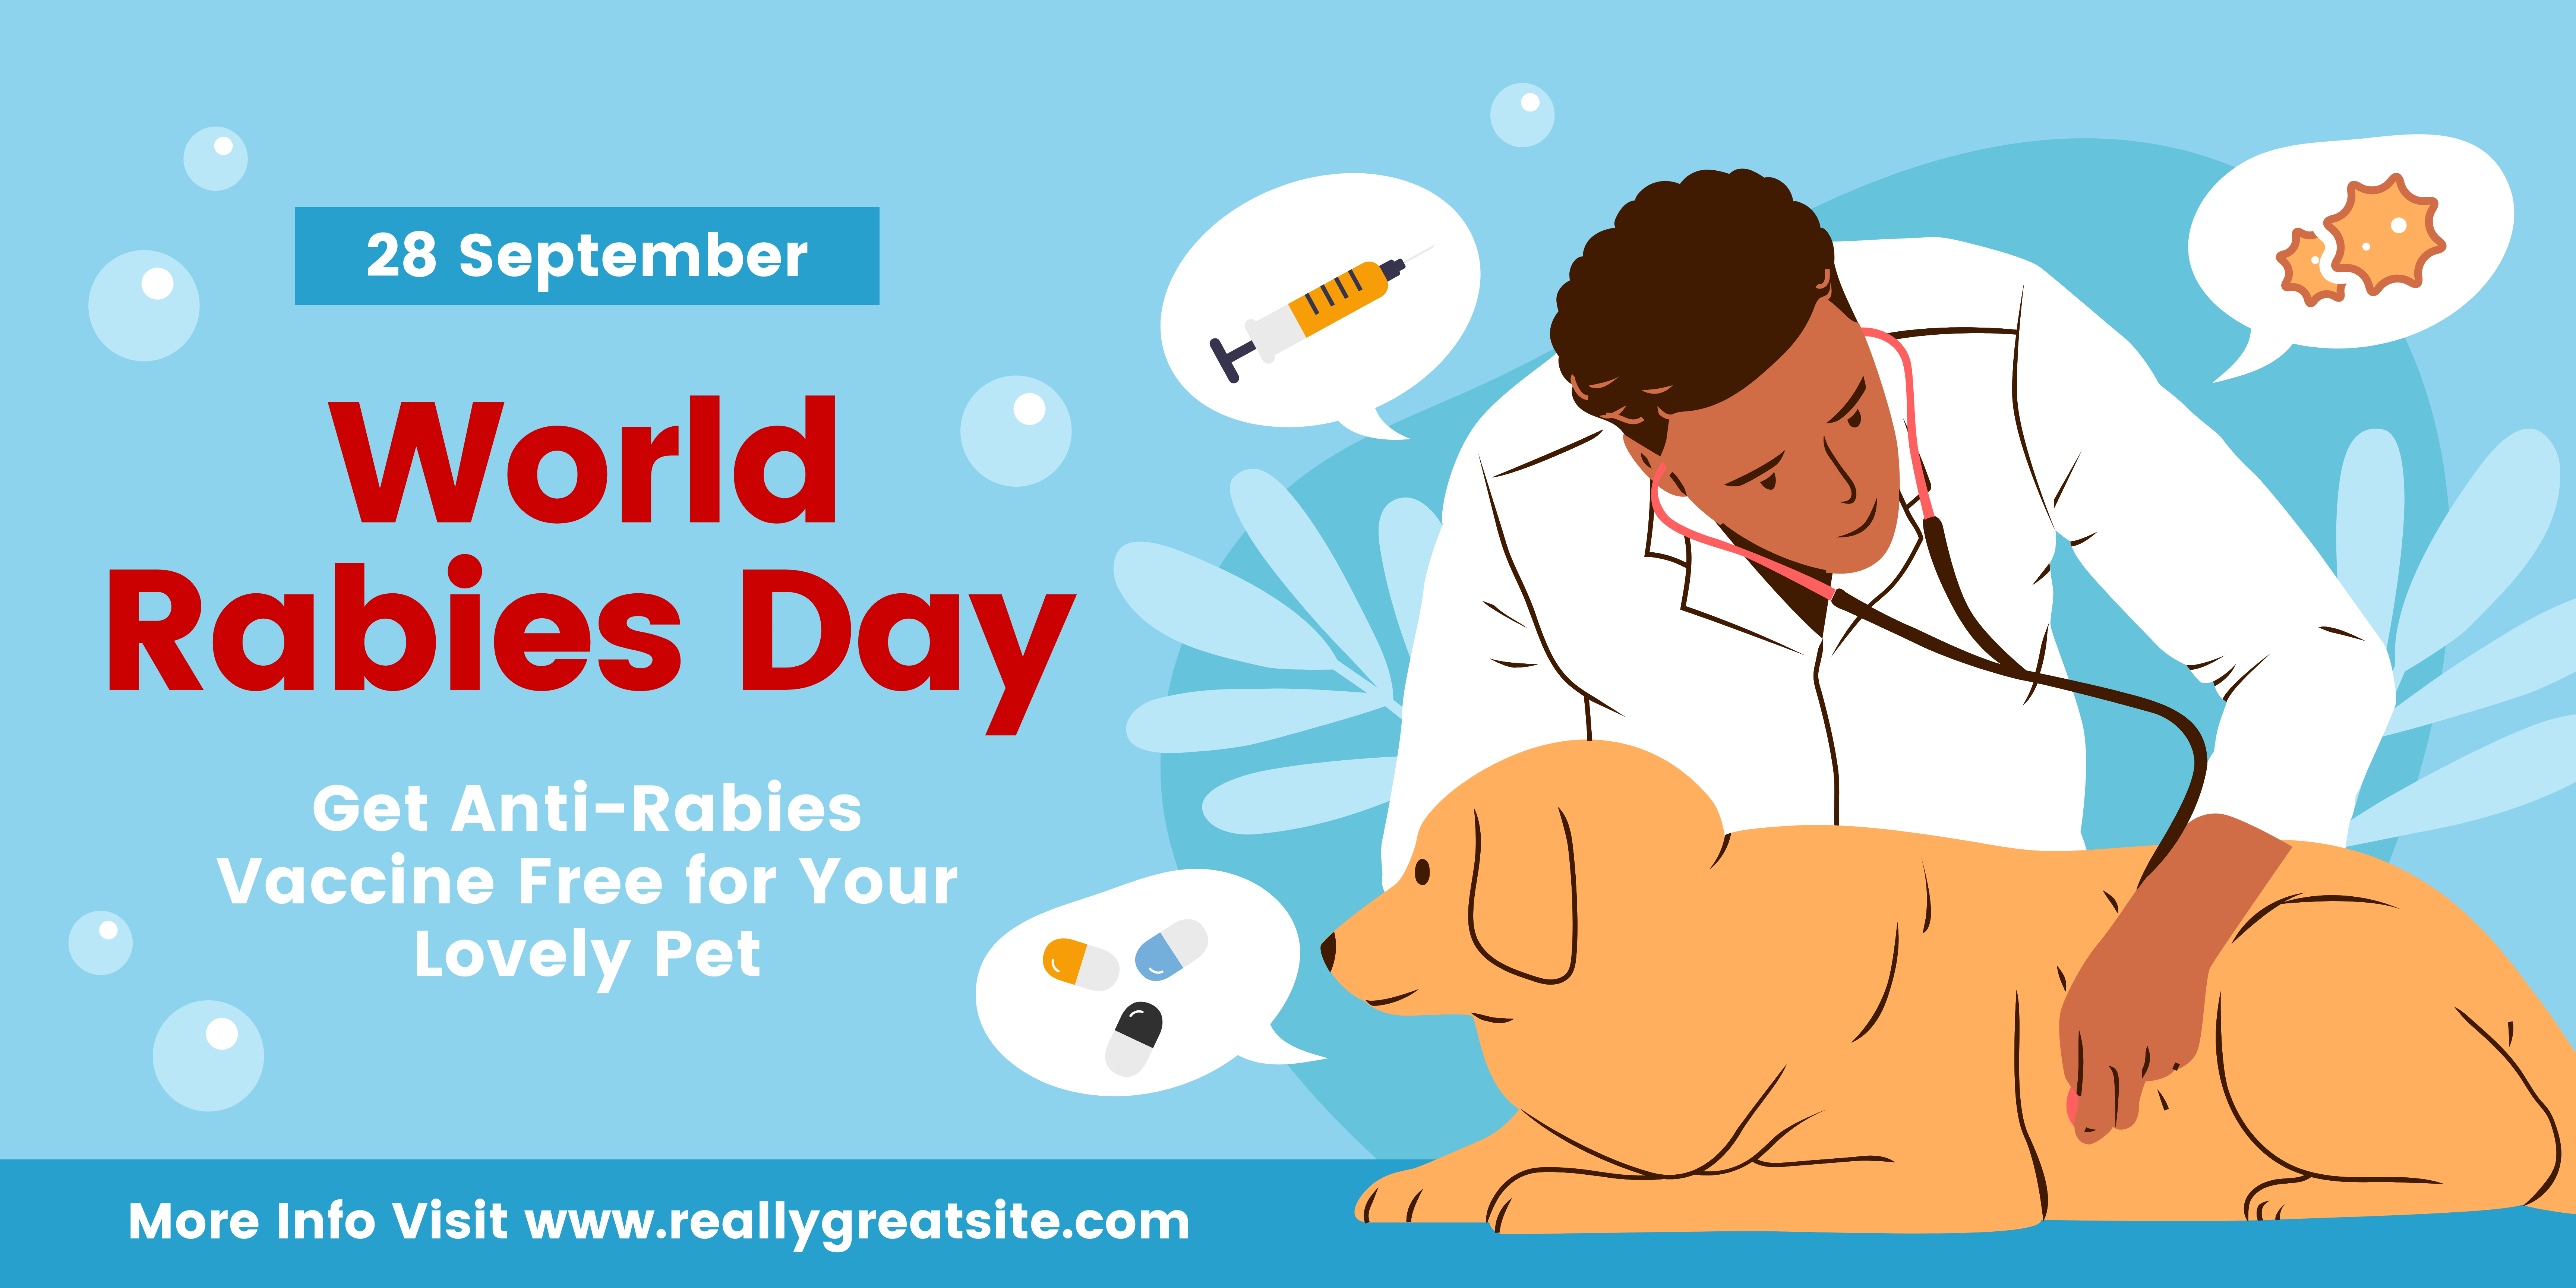 28 September
World
Rabies Day
Get Anti-Rabies
Vaccine Free for Your
Lovely Pet
More Info Visit www.reallygreatsite.com